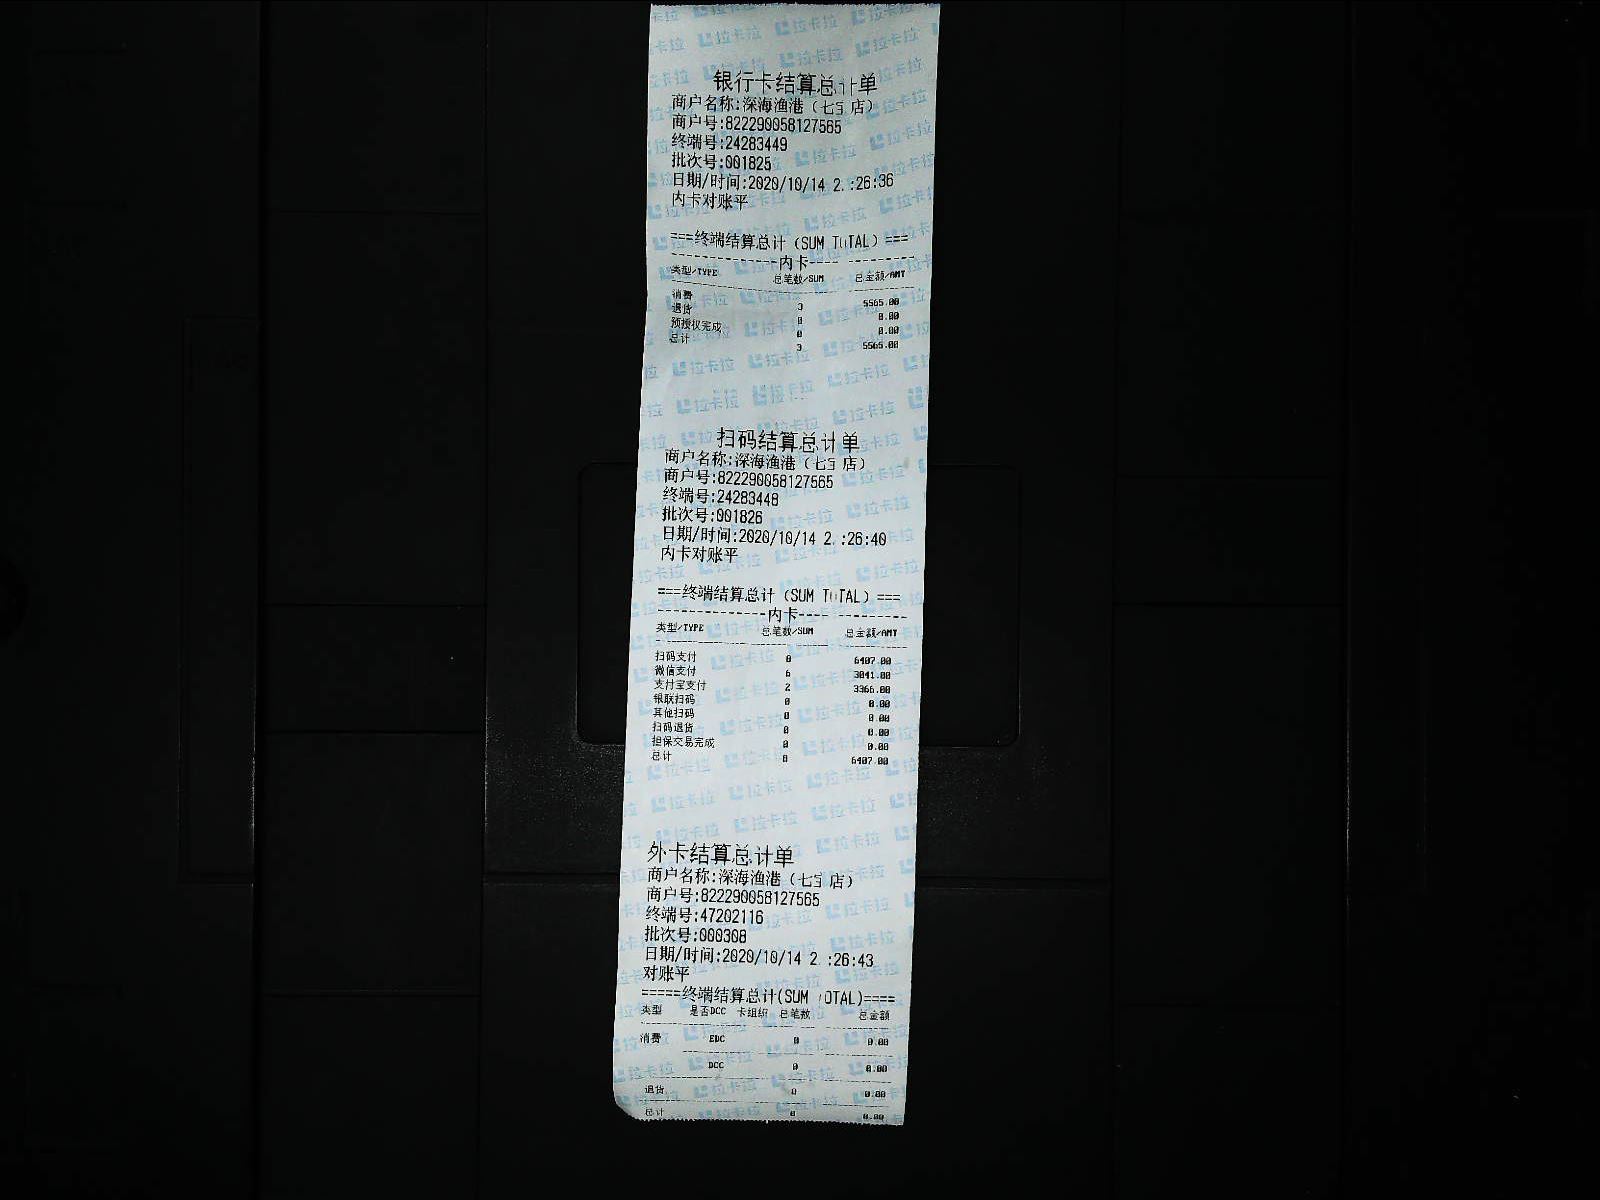 银行卡结算总计单
商户名称:深海渔港（七宝店）
商户号:822290058127565
终端号:24283449
批次号:001825
日期/时间:2020/10/14 2:26:36
内卡对账平
===终端结算总计（SUM TOTAL）===
内卡
类型/TYPE 总笔数/SUM 总金额/AMT
消费 3 5565.00
退货 0 0.00
预授权完成 0 0.00
总计 3 5565.00
扫码结算总计单
商户名称:深海渔港（七宝店）
商户号:822290058127565
终端号:24283448
批次号:001826
日期/时间:2020/10/14 2:26:40
内卡对账平
===终端结算总计（SUM TOTAL）===
内卡
类型/TYPE 总笔数/SUM 总金额/AMT
扫码支付 8 6407.00
微信支付 6 3041.00
支付宝支付 2 3366.00
银联扫码 0 0.00
其他扫码 0 0.00
扫码退货 0 0.00
担保交易完成 0 0.00
总计 8 6407.00
外卡结算总计单
商户名称:深海渔港（七宝店）
商户号:822290058127565
终端号:47202116
批次号:000308
日期/时间:2020/10/14 2:26:43
对账平
=====终端结算总计(SUM TOTAL)====
类型 是否DCC 卡组织 总笔数 总金额
消费 EDC 0 0.00
DCC 0 0.00
退货 0 0.00
总计 0 0.00